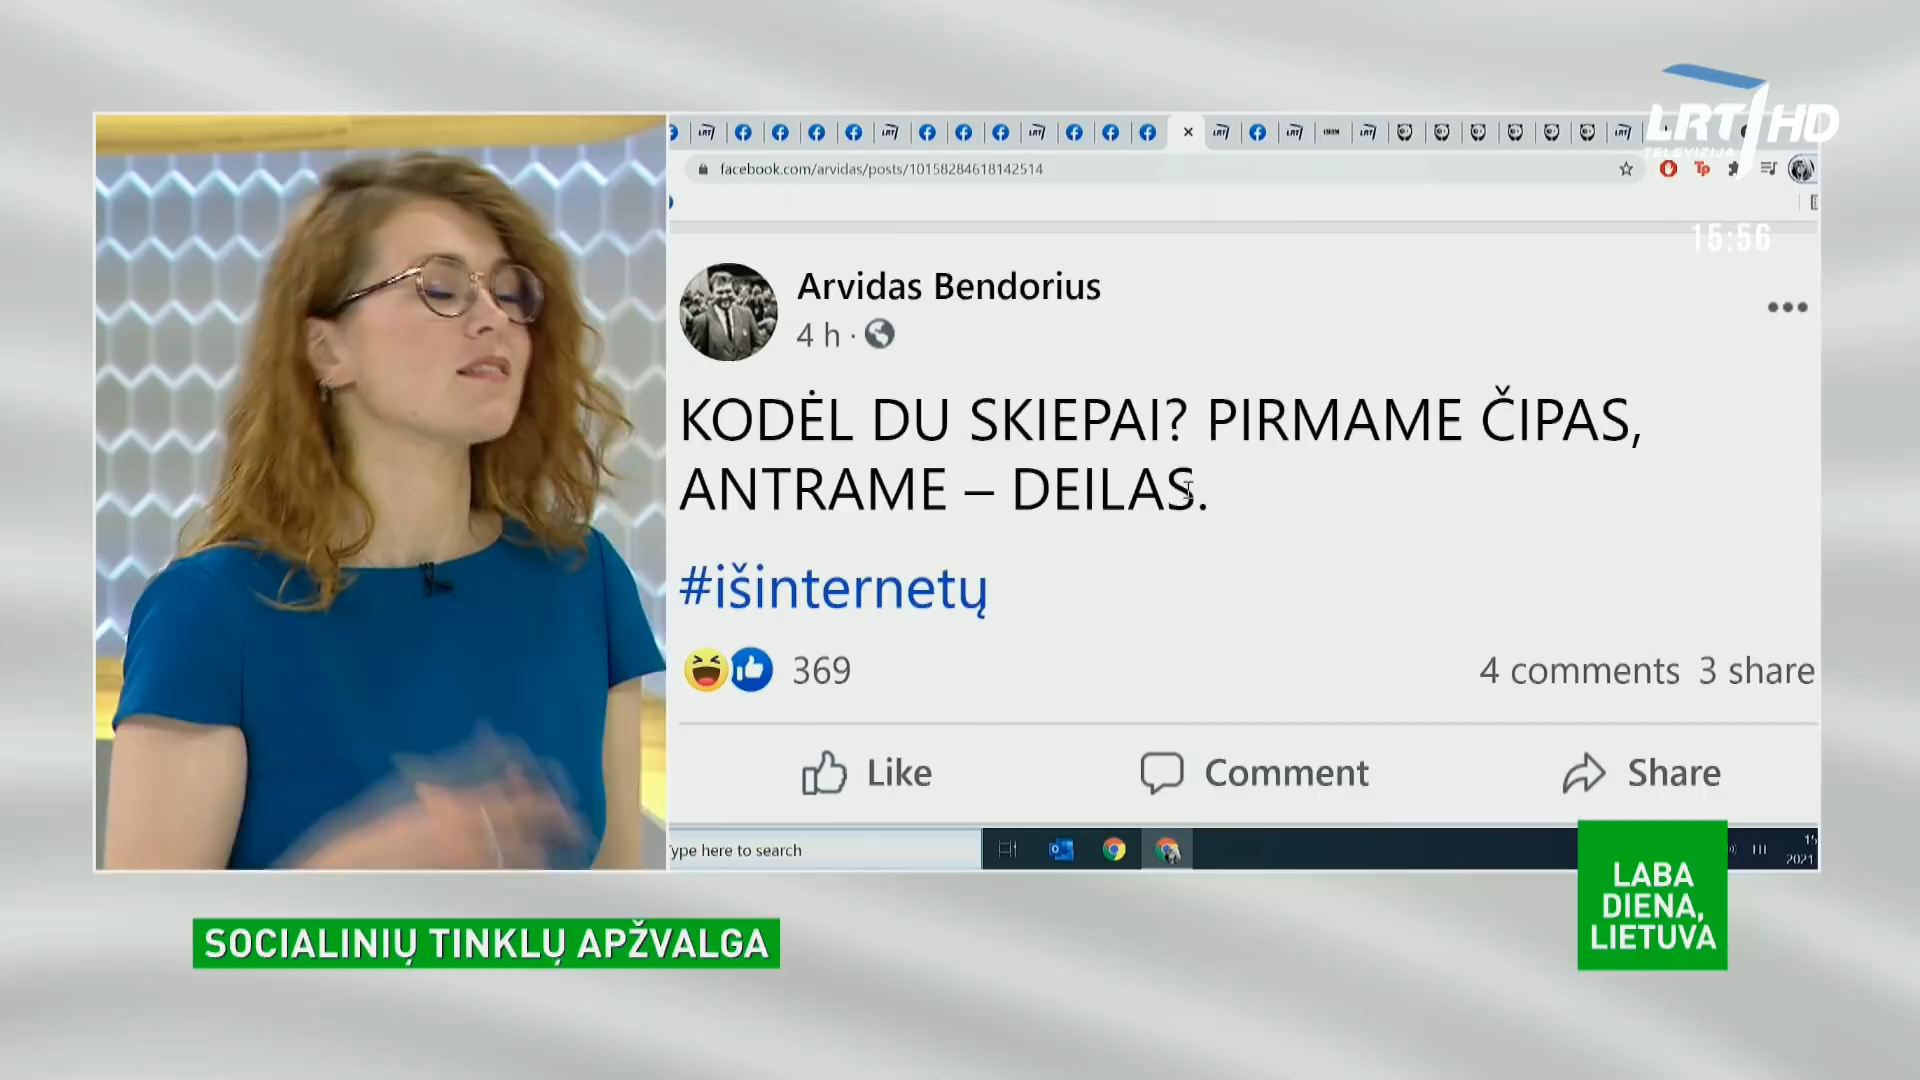 LRT HD
TELEVIZIJA
facebook.com/arvidas/posts/10158284618142514
15:56
Arvidas Bendorius
4 h ·
KODĖL DU SKIEPAI? PIRMAME ČIPAS,
ANTRAME – DEILAS.
#išinternetų
369
4 comments 3 share
Like
Comment
Share
Type here to search
2021
LABA
DIENA,
LIETUVA
SOCIALINIŲ TINKLŲ APŽVALGA